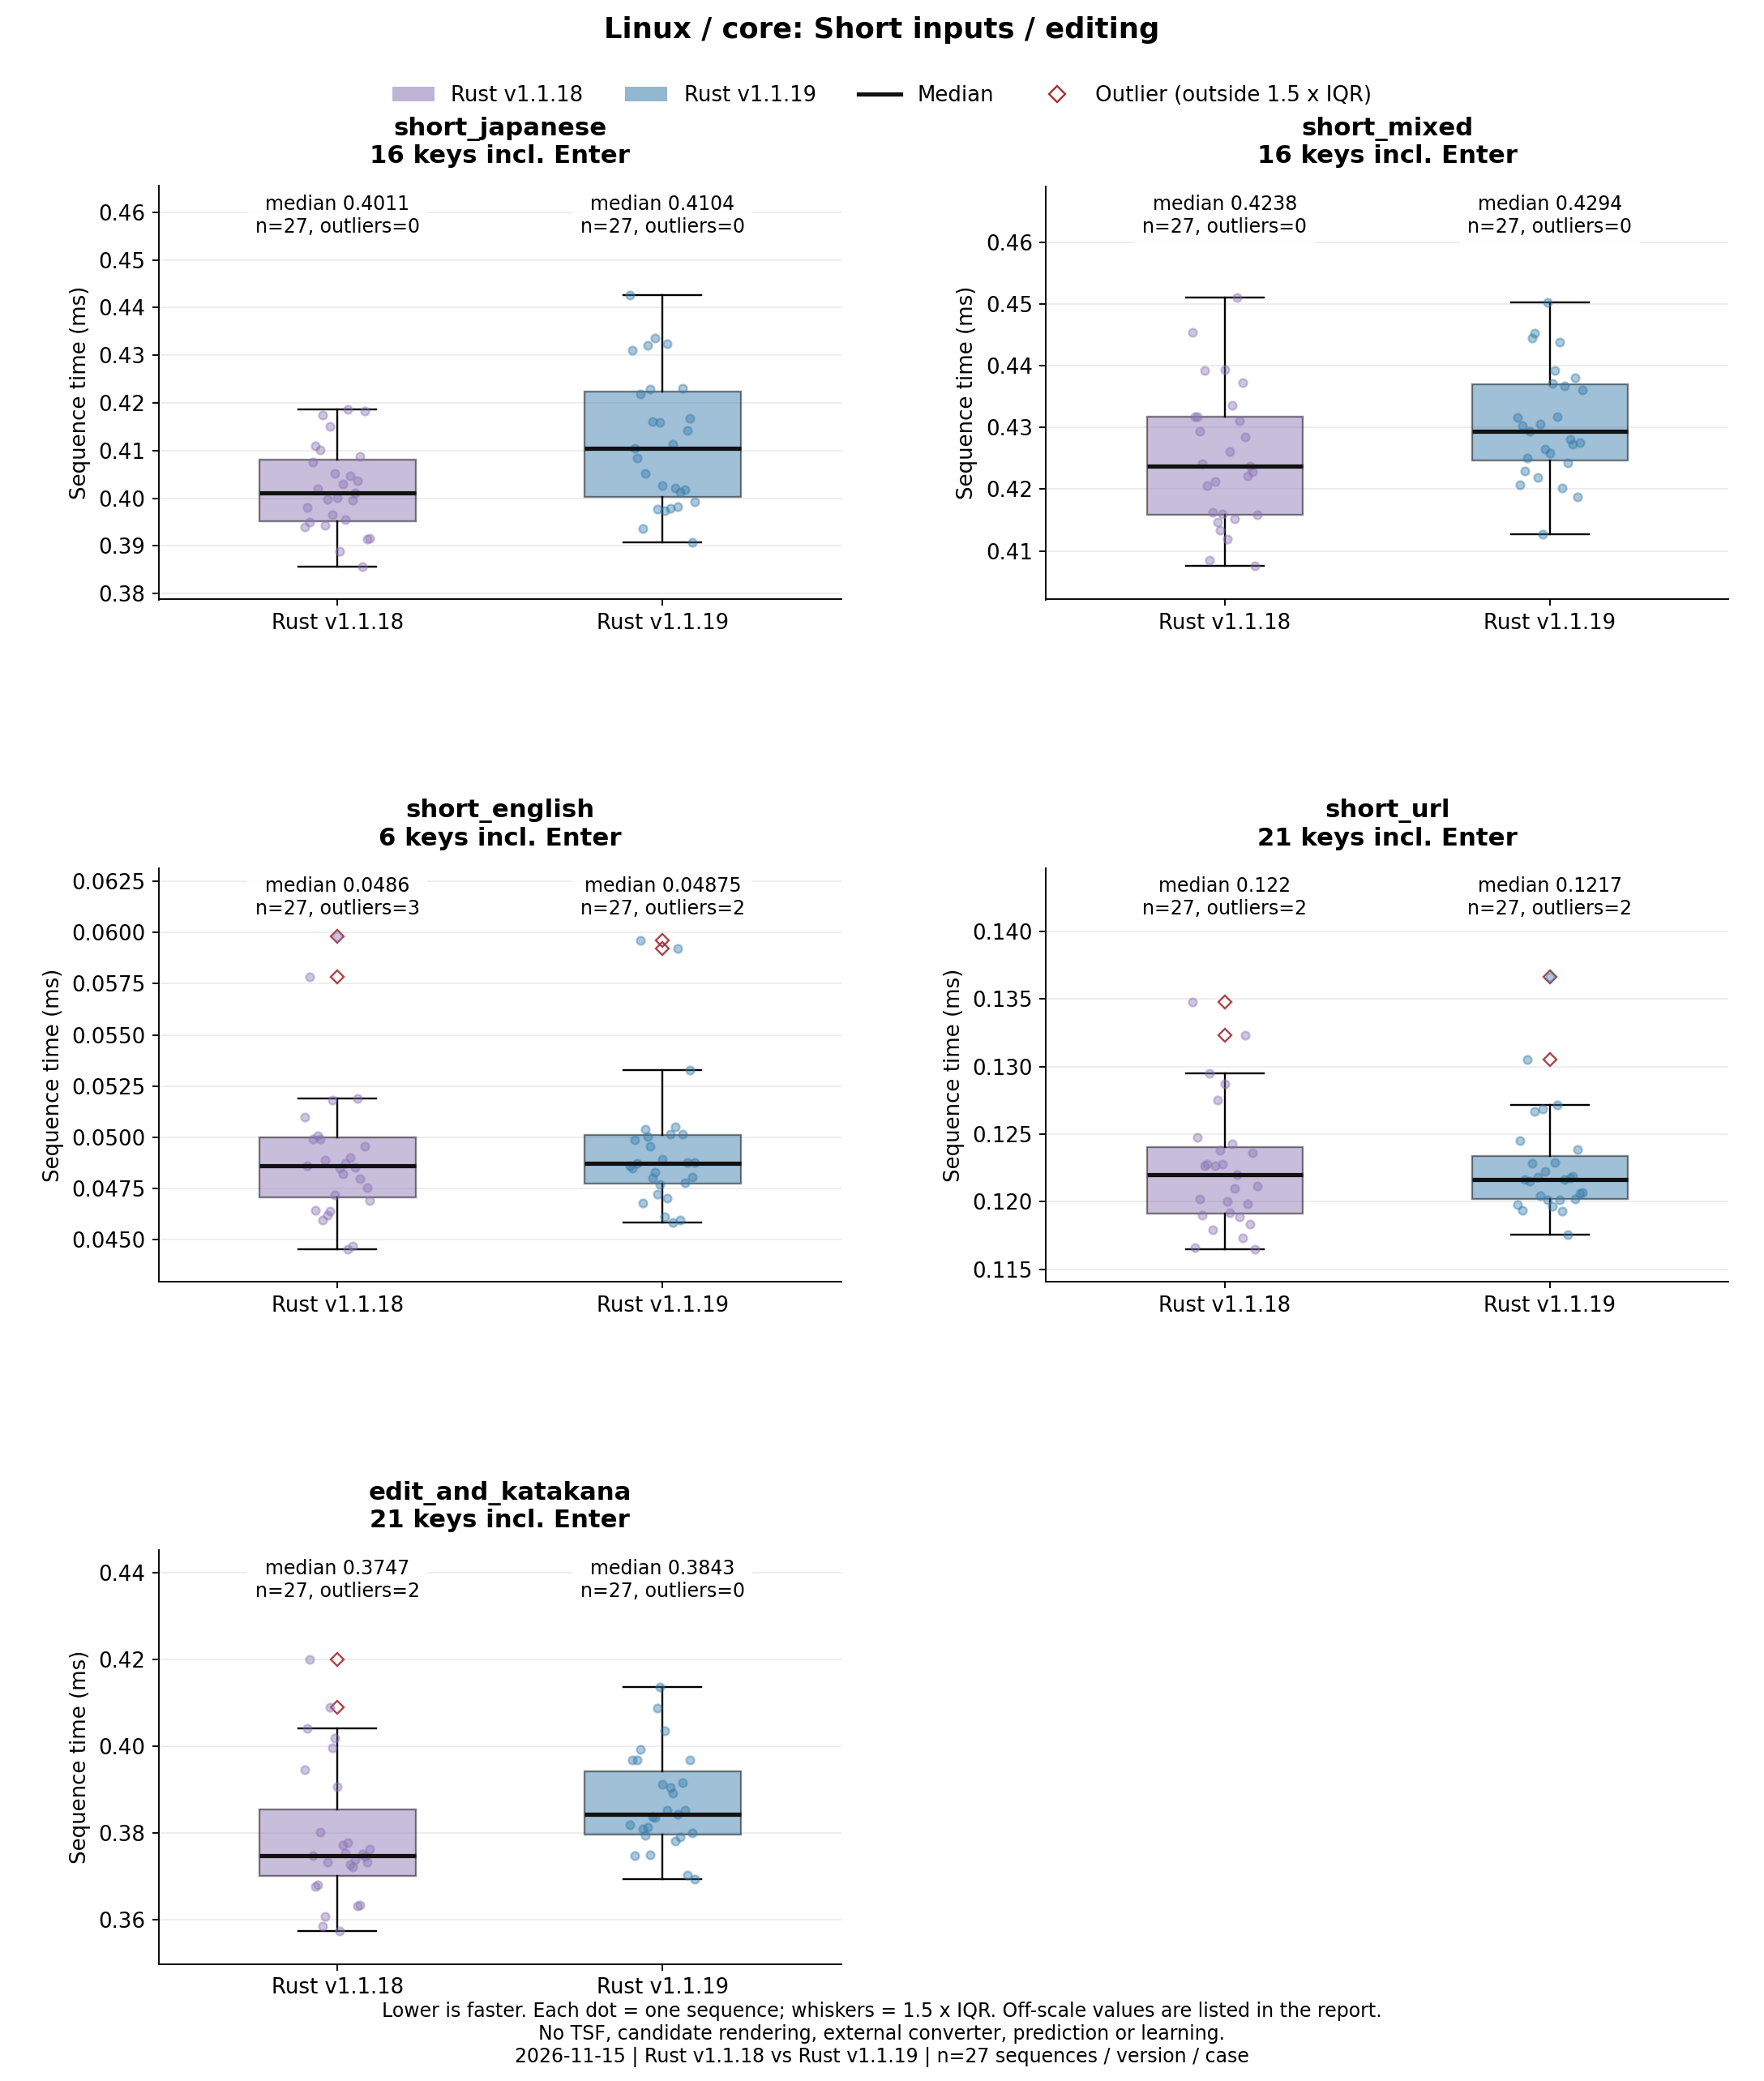 Linux / core: Short inputs / editing
Rust v1.1.18
Rust v1.1.19
Median
Outlier (outside 1.5 x IQR)
short_japanese
16 keys incl. Enter
median 0.4011
n=27, outliers=0
median 0.4104
n=27, outliers=0
Sequence time (ms)
0.46
0.45
0.44
0.43
0.42
0.41
0.40
0.39
0.38
Rust v1.1.18
Rust v1.1.19
short_mixed
16 keys incl. Enter
median 0.4238
n=27, outliers=0
median 0.4294
n=27, outliers=0
Sequence time (ms)
0.46
0.45
0.44
0.43
0.42
0.41
Rust v1.1.18
Rust v1.1.19
short_english
6 keys incl. Enter
median 0.0486
n=27, outliers=3
median 0.04875
n=27, outliers=2
Sequence time (ms)
0.0625
0.0600
0.0575
0.0550
0.0525
0.0500
0.0475
0.0450
Rust v1.1.18
Rust v1.1.19
short_url
21 keys incl. Enter
median 0.122
n=27, outliers=2
median 0.1217
n=27, outliers=2
Sequence time (ms)
0.140
0.135
0.130
0.125
0.120
0.115
Rust v1.1.18
Rust v1.1.19
edit_and_katakana
21 keys incl. Enter
median 0.3747
n=27, outliers=2
median 0.3843
n=27, outliers=0
Sequence time (ms)
0.44
0.42
0.40
0.38
0.36
Rust v1.1.18
Rust v1.1.19
Lower is faster. Each dot = one sequence; whiskers = 1.5 x IQR. Off-scale values are listed in the report.
No TSF, candidate rendering, external converter, prediction or learning.
2026-11-15 | Rust v1.1.18 vs Rust v1.1.19 | n=27 sequences / version / case